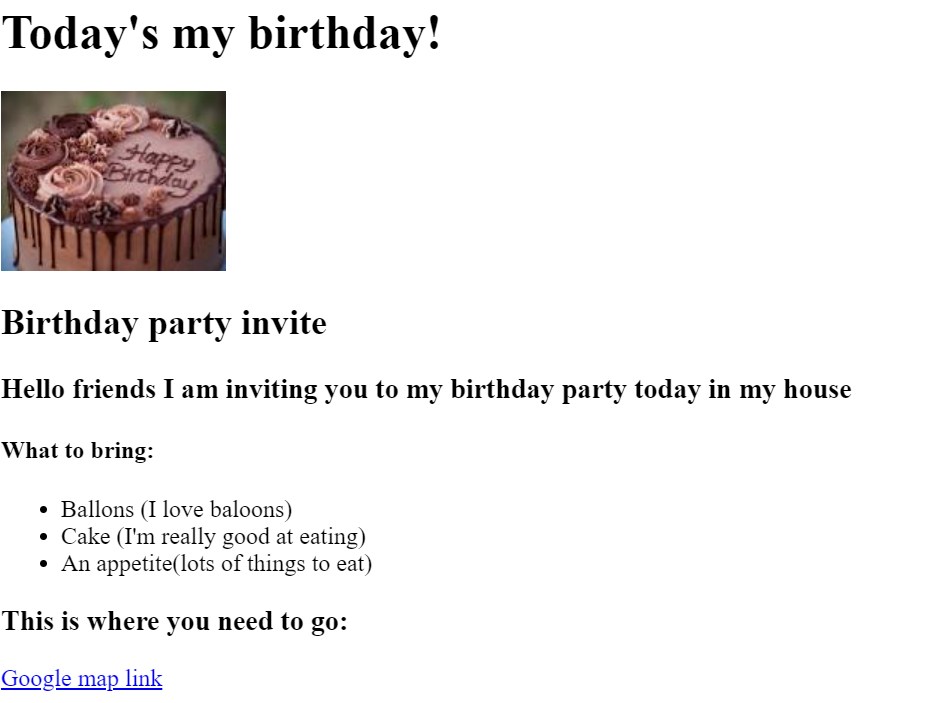 Today's my birthday!
Happy
Birthday
Birthday party invite
Hello friends I am inviting you to my birthday party today in my house
What to bring:
Ballons (I love baloons)
Cake (I'm really good at eating)
An appetite(lots of things to eat)
This is where you need to go:
Google map link